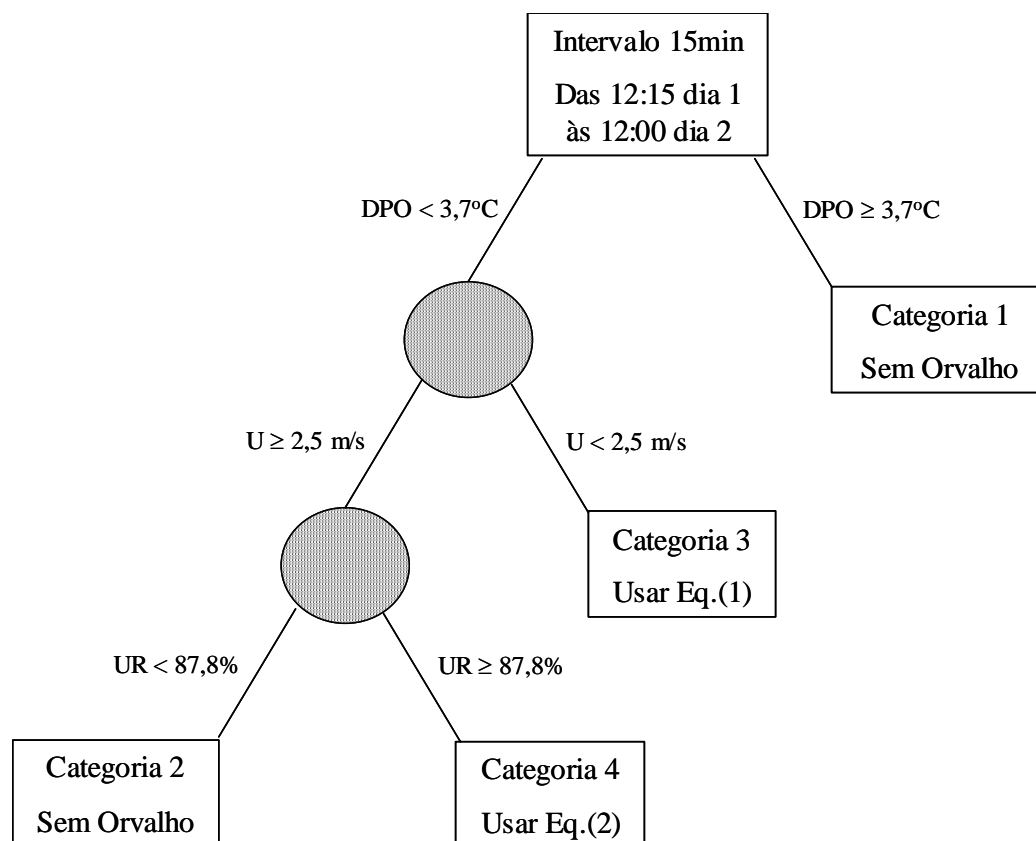 Intervalo 15min
Das 12:15 dia 1
às 12:00 dia 2
DPO < 3,7ºC
DPO ≥ 3,7ºC
Categoria 1
Sem Orvalho
U ≥ 2,5 m/s
U < 2,5 m/s
Categoria 3
Usar Eq.(1)
UR < 87,8%
UR ≥ 87,8%
Categoria 2
Sem Orvalho
Categoria 4
Usar Eq.(2)